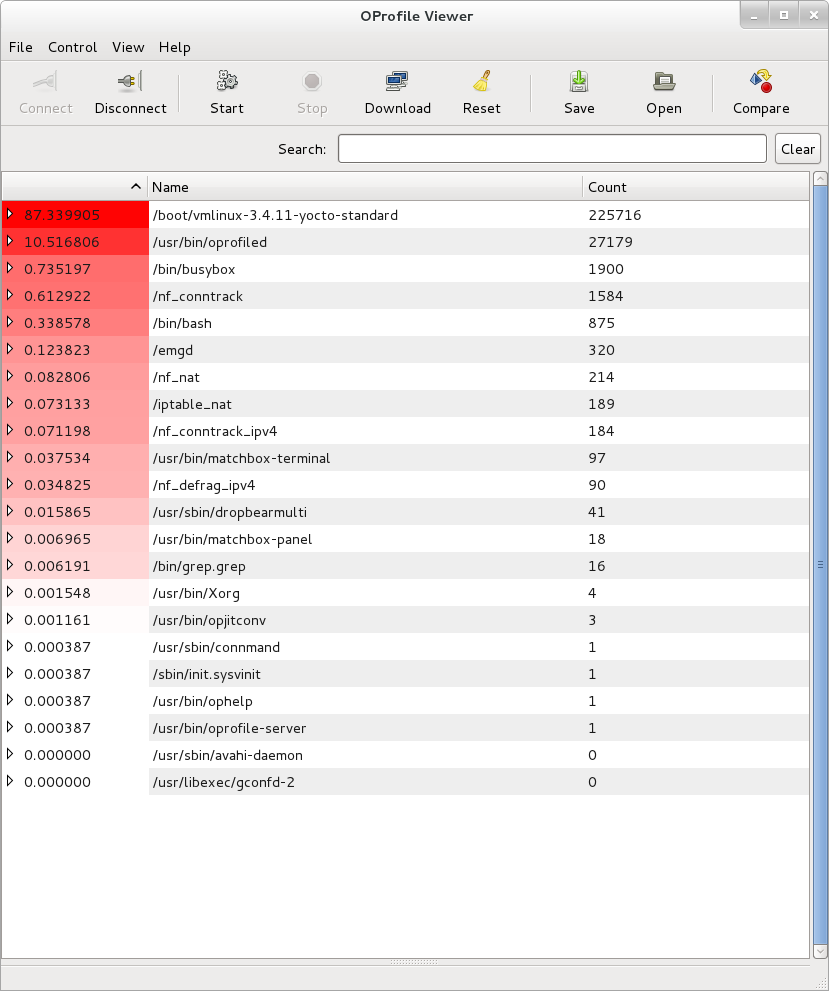 OProfile Viewer
File Control View Help
Connect Disconnect Start Stop Download Reset Save Open Compare
Search: Clear
Name Count
87.339905 /boot/vmlinux-3.4.11-yocto-standard 225716
10.516806 /usr/bin/oprofiled 27179
0.735197 /bin/busybox 1900
0.612922 /nf_conntrack 1584
0.338578 /bin/bash 875
0.123823 /emgd 320
0.082806 /nf_nat 214
0.073133 /iptable_nat 189
0.071198 /nf_conntrack_ipv4 184
0.037534 /usr/bin/matchbox-terminal 97
0.034825 /nf_defrag_ipv4 90
0.015865 /usr/sbin/dropbearmulti 41
0.006965 /usr/bin/matchbox-panel 18
0.006191 /bin/grep.grep 16
0.001548 /usr/bin/Xorg 4
0.001161 /usr/bin/opjitconv 3
0.000387 /usr/sbin/connmand 1
0.000387 /sbin/init.sysvinit 1
0.000387 /usr/bin/ophelp 1
0.000387 /usr/bin/oprofile-server 1
0.000000 /usr/sbin/avahi-daemon 0
0.000000 /usr/libexec/gconfd-2 0